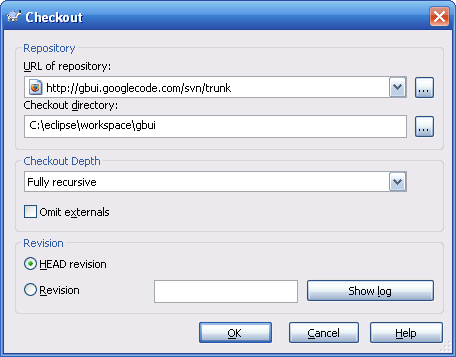 Checkout
Repository
URL of repository:
http://gbui.googlecode.com/svn/trunk
...
Checkout directory:
C:\eclipse\workspace\gbui
...
Checkout Depth
Fully recursive
Omit externals
Revision
HEAD revision
Revision
Show log
OK Cancel Help